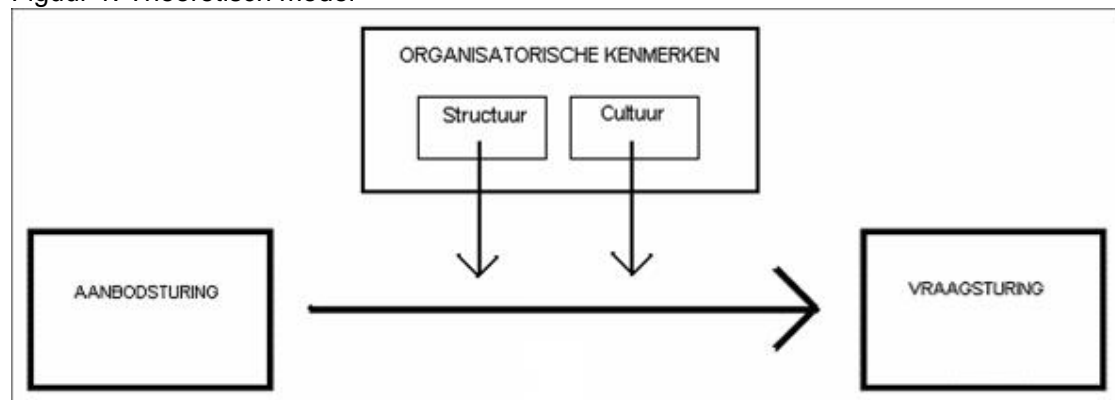 Figuur 1: Theoretisch model
ORGANISATORISCHE KENMERKEN
Structuur
Cultuur
AANBODSTURING
VRAAGSTURING